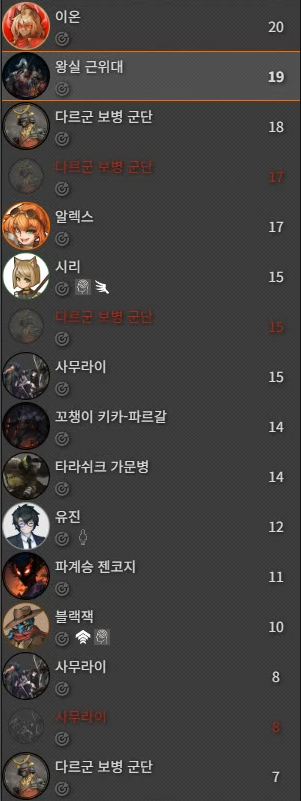 이온 20
왕실 근위대 19
다르군 보병 군단 18
다르군 보병 군단 17
알렉스 17
시리 15
다르군 보병 군단 15
사무라이 15
꼬챙이 키카-파르갈 14
타라쉬크 가문병 14
유진 12
파계승 젠코지 11
블랙잭 10
사무라이 8
사무라이 8
다르군 보병 군단 7